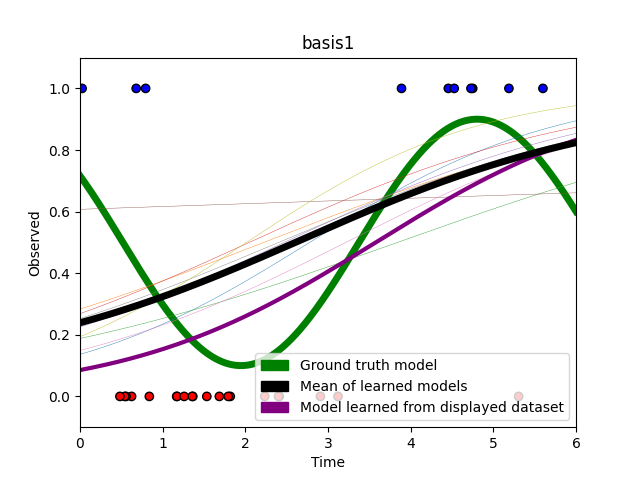 basis1
1.0
0.8
0.6
0.4
0.2
0.0
Observed
Ground truth model
Mean of learned models
Model learned from displayed dataset
0 1 2 3 4 5 6
Time